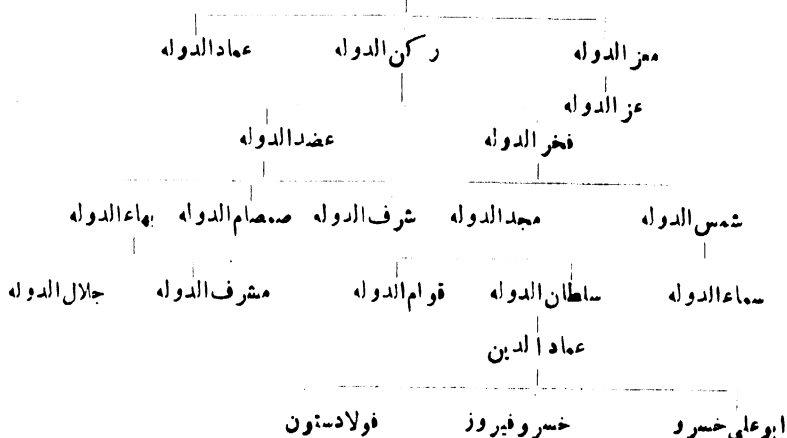 معزالدوله رکن‌الدوله عمادالدوله
عزالدوله
فخرالدوله عضدالدوله
شمس‌الدوله مجدالدوله شرف‌الدوله صمصام‌الدوله بهاءالدوله
سماءالدوله سلطان‌الدوله قوام‌الدوله مشرف‌الدوله جلال‌الدوله
عمادالدین
ابوعلی خسرو خسروفیروز فولادستون